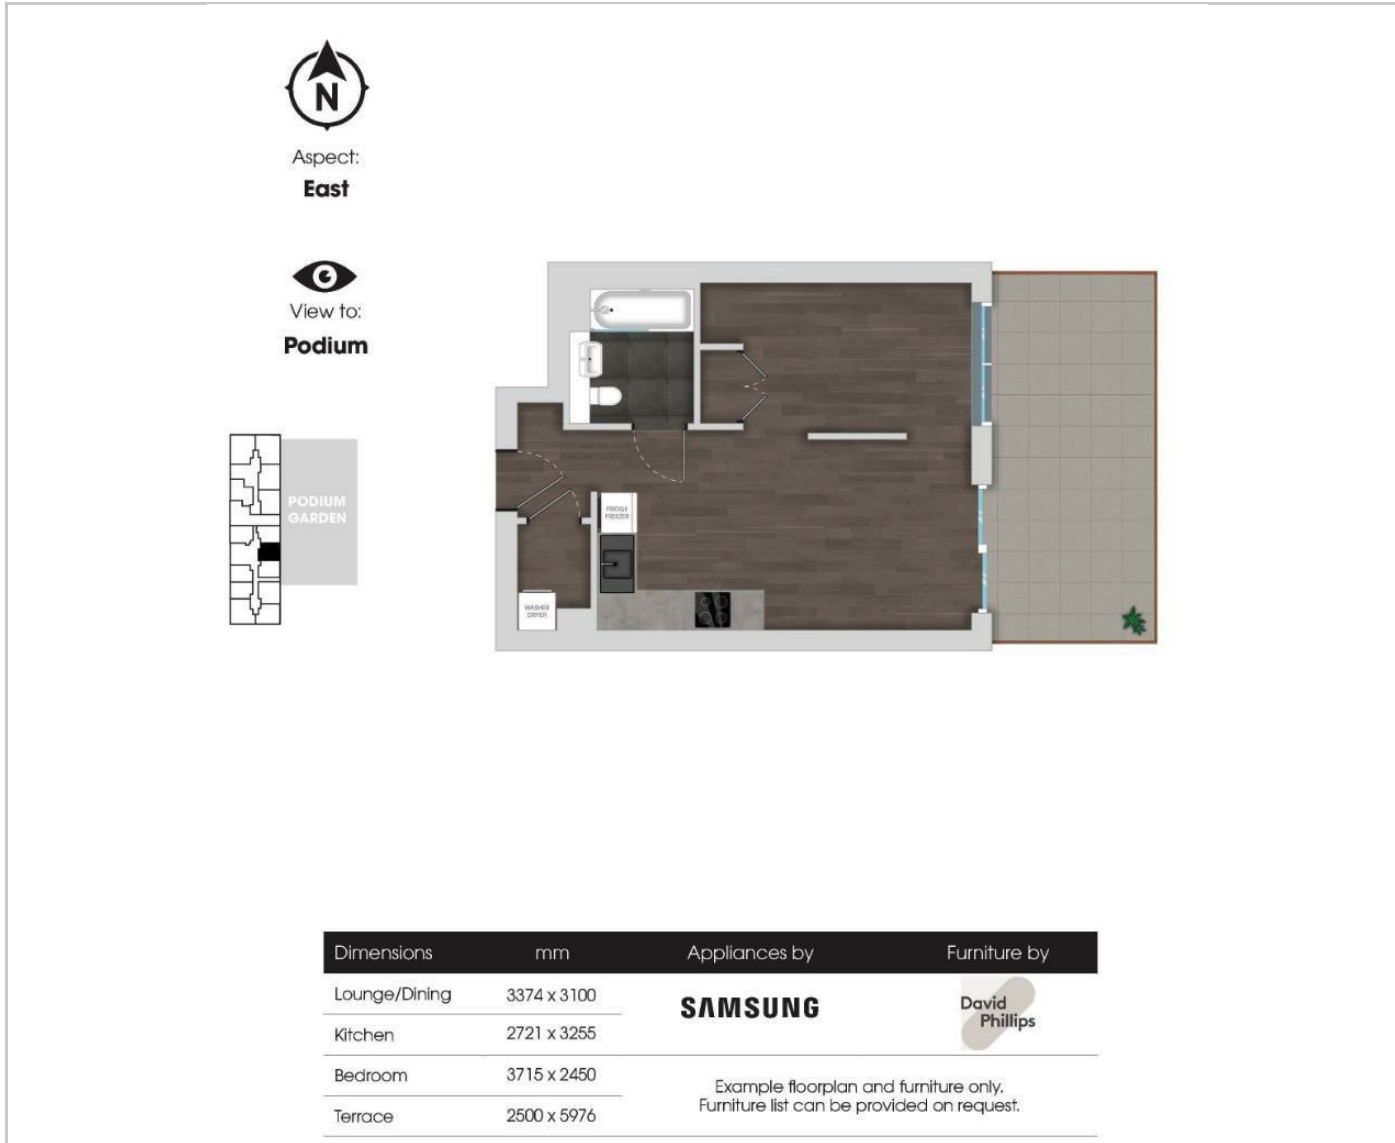 N
Aspect:
East
View to:
Podium
PODIUM
GARDEN
FRIDGE
FREEZER
WASHER
DRYER
Dimensions mm Appliances by Furniture by
Lounge/Dining 3374 x 3100
SAMSUNG
David
Phillips
Kitchen 2721 x 3255
Bedroom 3715 x 2450
Example floorplan and furniture only.
Furniture list can be provided on request.
Terrace 2500 x 5976